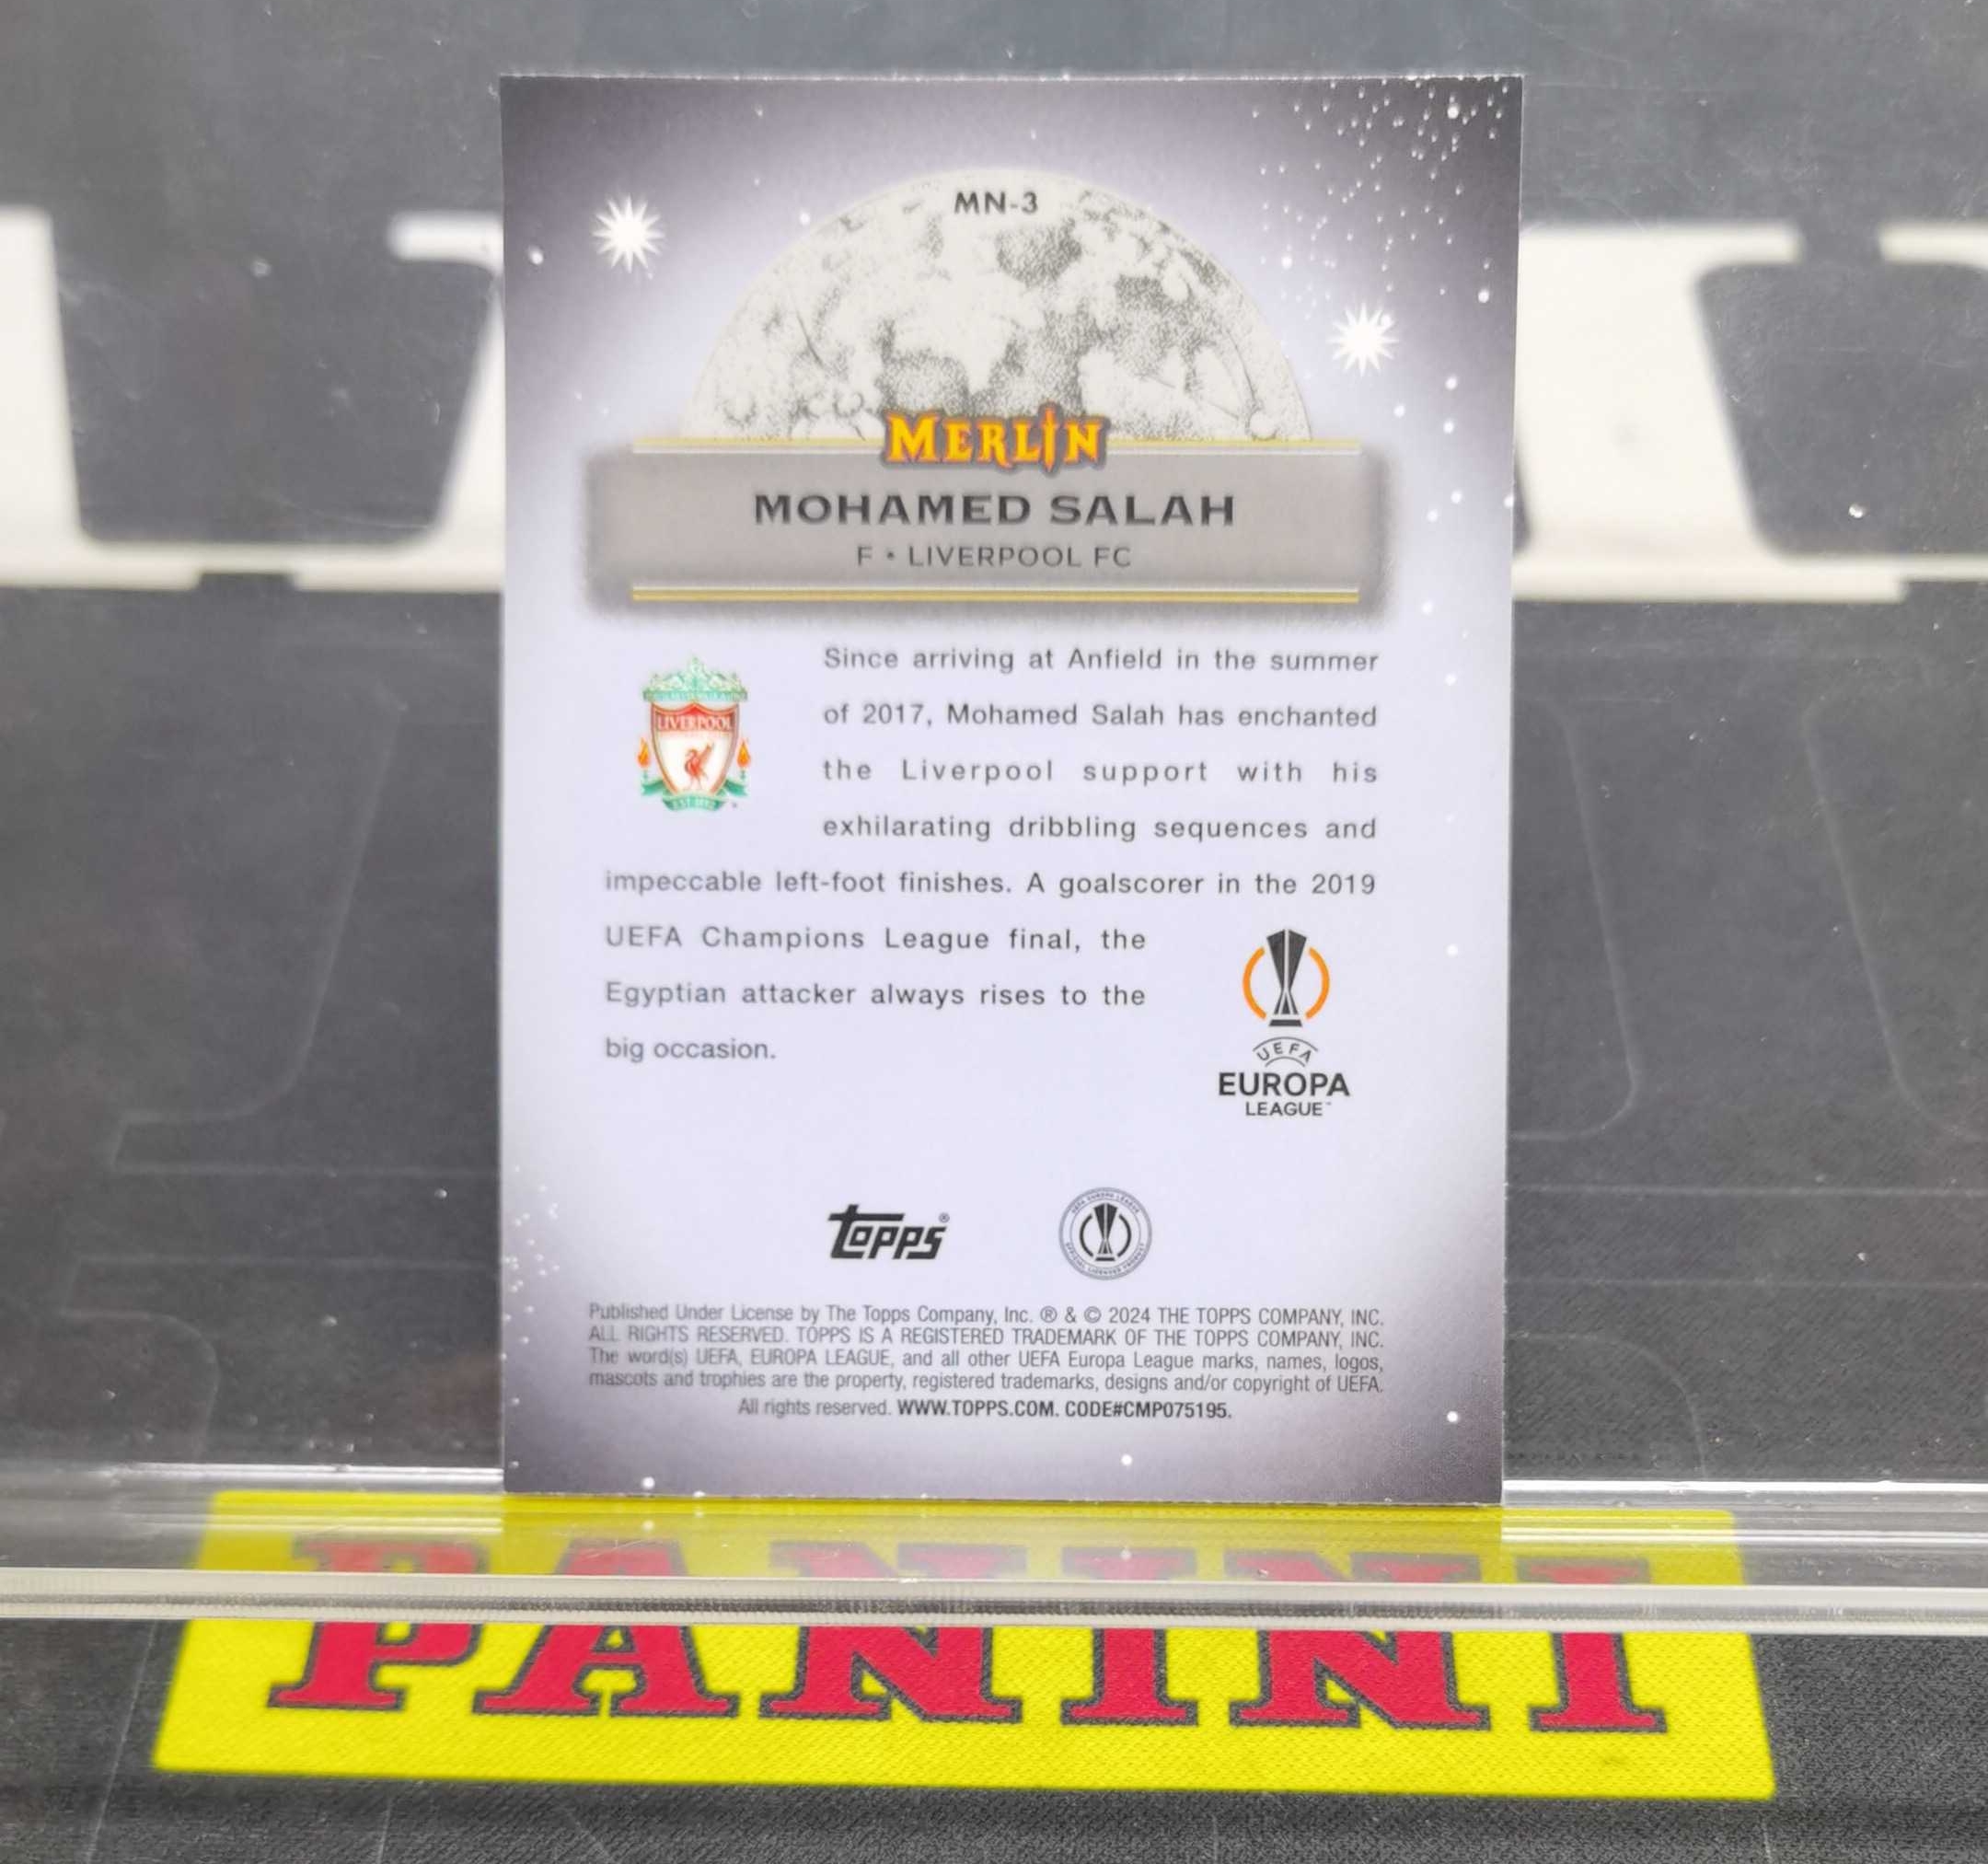 MN-3
MERLIN
MOHAMED SALAH
F • LIVERPOOL FC
Since arriving at Anfield in the summer
of 2017, Mohamed Salah has enchanted
the Liverpool support with his
exhilarating dribbling sequences and
impeccable left-foot finishes. A goalscorer in the 2019
UEFA Champions League final, the
Egyptian attacker always rises to the
big occasion.
LIVERPOOL
EST·1892
UEFA
EUROPA
LEAGUE™
topps®
Published Under License by The Topps Company, Inc. ® & © 2024 THE TOPPS COMPANY, INC.
ALL RIGHTS RESERVED. TOPPS IS A REGISTERED TRADEMARK OF THE TOPPS COMPANY, INC.
The word(s) UEFA, EUROPA LEAGUE, and all other UEFA Europa League marks, names, logos,
mascots and trophies are the property, registered trademarks, designs and/or copyright of UEFA.
All rights reserved. WWW.TOPPS.COM. CODE#CMP075195.
PANINI